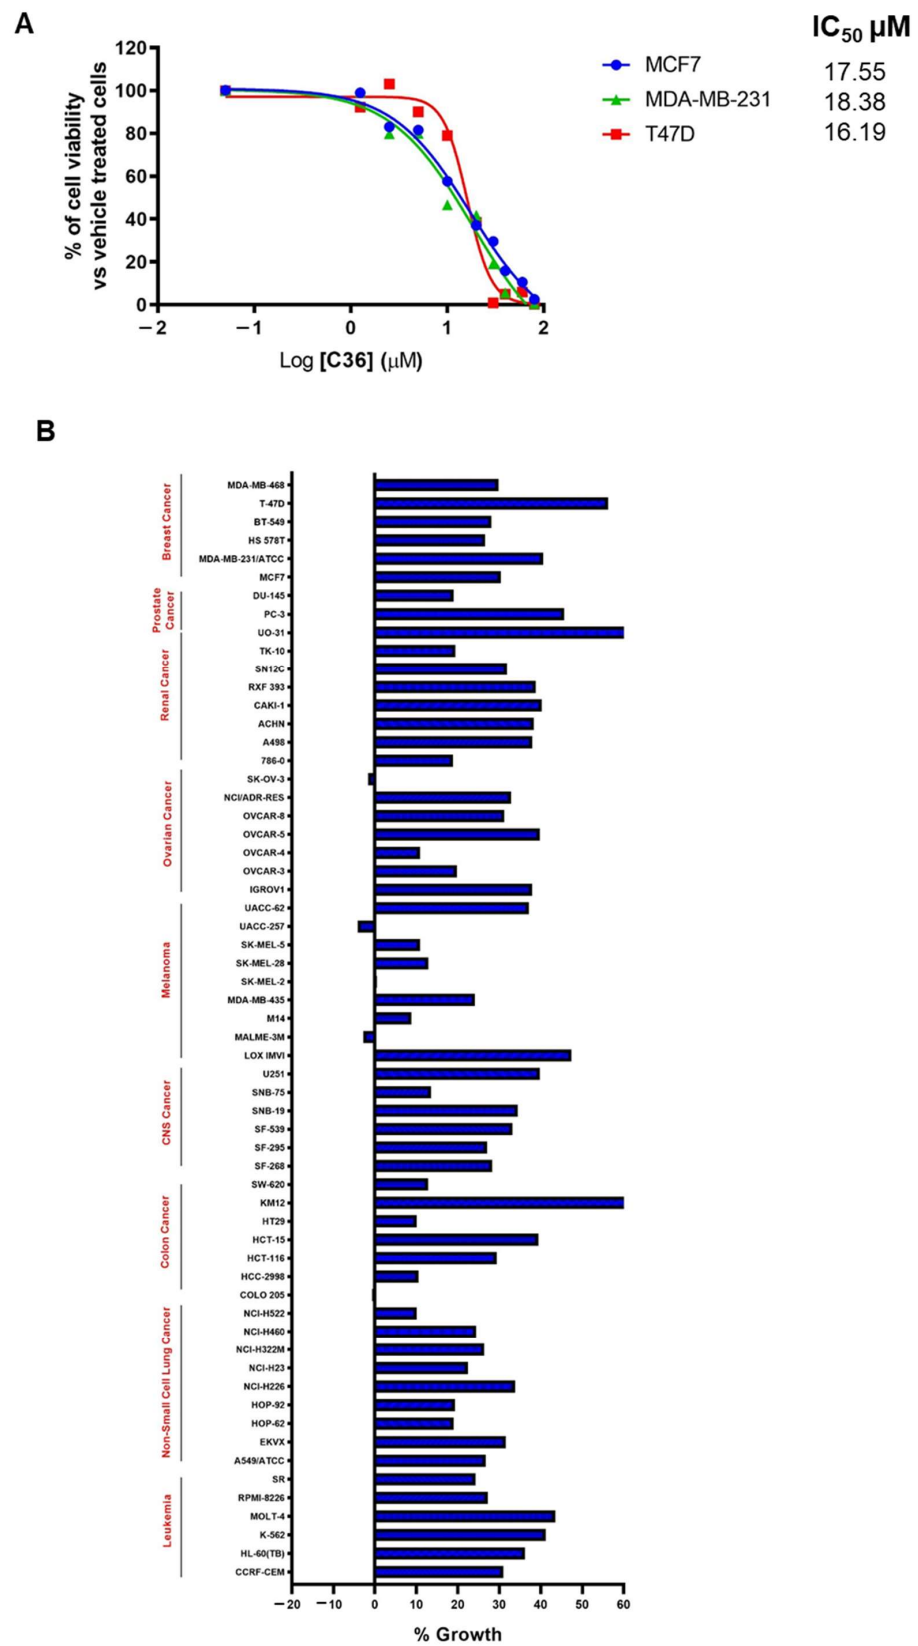 A
IC50 µM
120
100
80
60
40
20
0
% of cell viability
vs vehicle treated cells
−2
−1
0
1
2
Log [C36] (µM)
MCF7
17.55
MDA-MB-231
18.38
T47D
16.19
B
Breast Cancer
MDA-MB-468
T-47D
BT-549
HS 578T
MDA-MB-231/ATCC
MCF7
Prostate
Cancer
DU-145
PC-3
Renal Cancer
UO-31
TK-10
SN12C
RXF 393
CAKI-1
ACHN
A498
786-0
Ovarian Cancer
SK-OV-3
NCI/ADR-RES
OVCAR-8
OVCAR-5
OVCAR-4
OVCAR-3
IGROV1
Melanoma
UACC-62
UACC-257
SK-MEL-5
SK-MEL-28
SK-MEL-2
MDA-MB-435
M14
MALME-3M
LOX IMVI
CNS Cancer
U251
SNB-75
SNB-19
SF-539
SF-295
SF-268
Colon Cancer
SW-620
KM12
HT29
HCT-15
HCT-116
HCC-2998
COLO 205
Non-Small Cell Lung Cancer
NCI-H522
NCI-H460
NCI-H322M
NCI-H23
NCI-H226
HOP-92
HOP-62
EKVX
A549/ATCC
Leukemia
SR
RPMI-8226
MOLT-4
K-562
HL-60(TB)
CCRF-CEM
−20
−10
0
10
20
30
40
50
60
% Growth